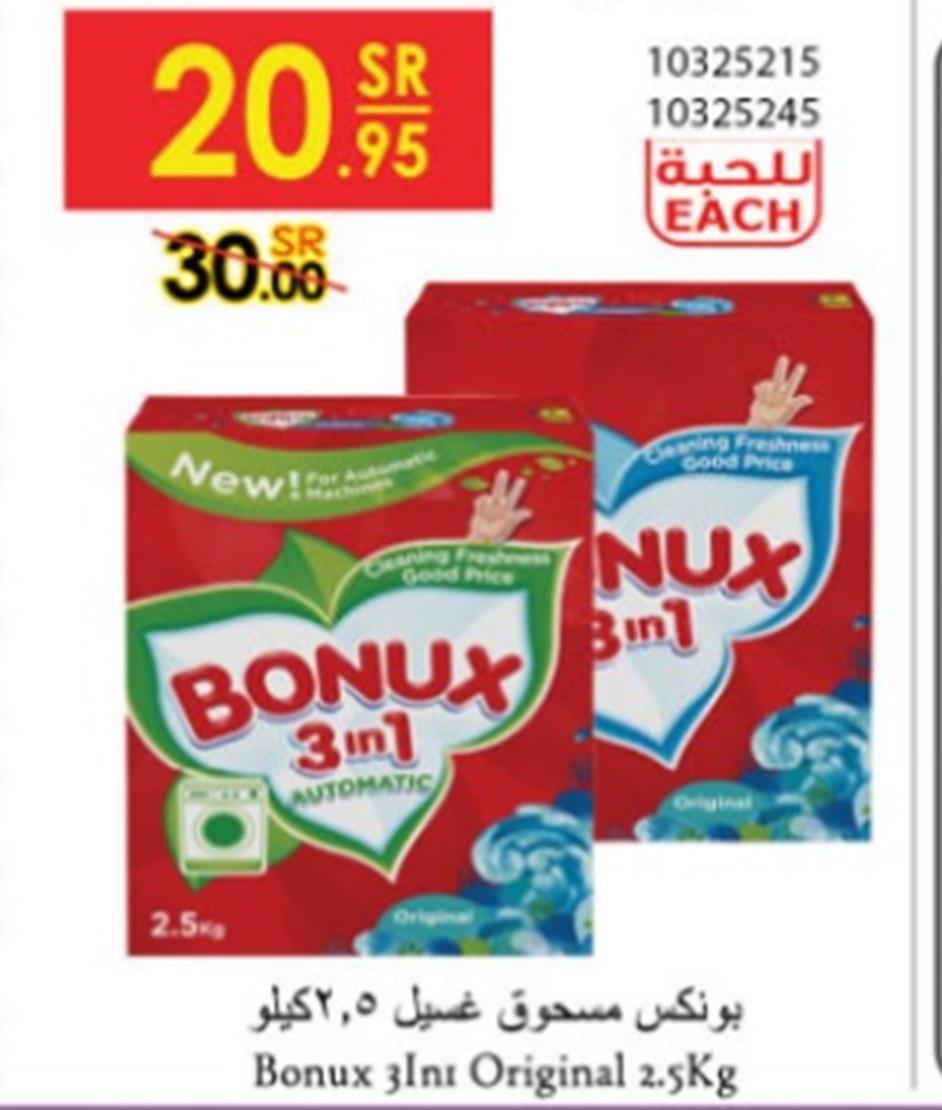 20.95 SR
10325215
10325245
للحبة
EACH
30.00 SR
New! For Automatic
& Machines
Cleaning Freshness
Good Price
BONUX
3in1
AUTOMATIC
2.5Kg
Original
Cleaning Freshness
Good Price
NUX
3in1
Original
بونكس مسحوق غسيل ٢,٥كيلو
Bonux 3In1 Original 2.5Kg